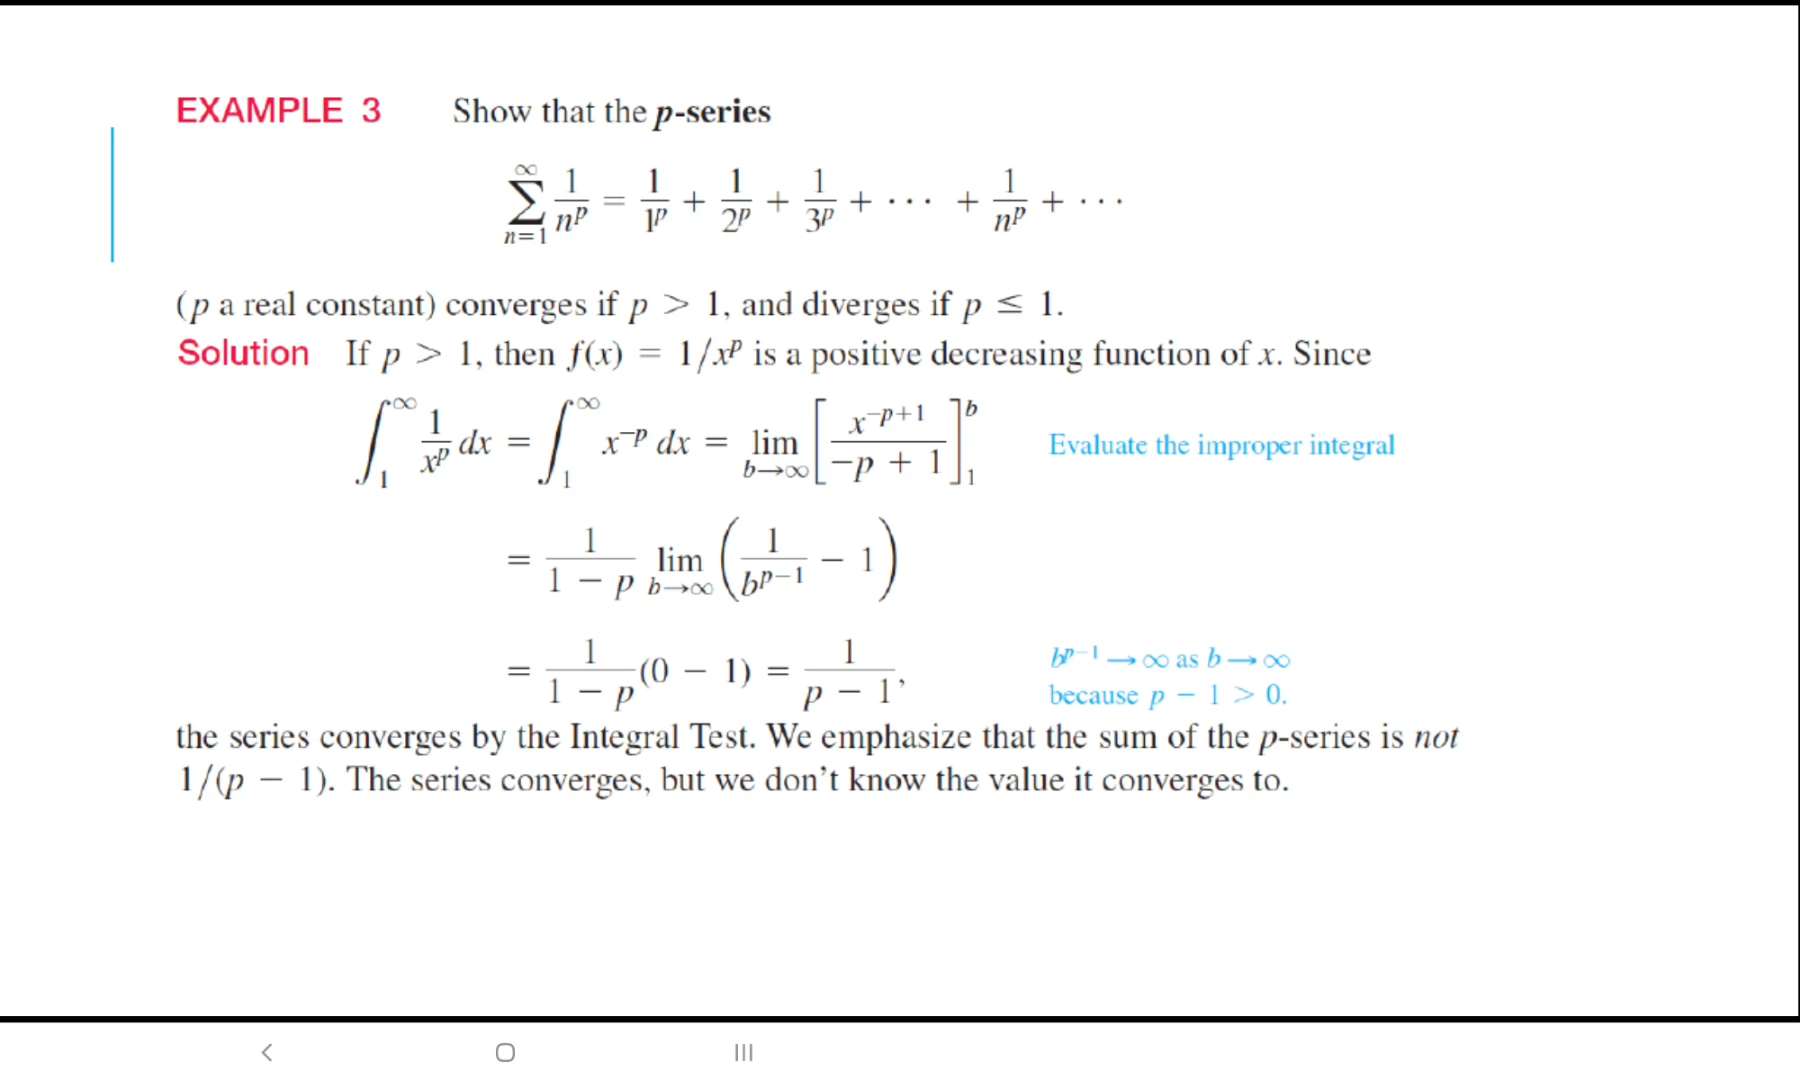 EXAMPLE 3 Show that the p-series
∑_{n=1}^{∞} 1/n^p = 1/1^p + 1/2^p + 1/3^p + ··· + 1/n^p + ···
(p a real constant) converges if p > 1, and diverges if p ≤ 1.
Solution If p > 1, then f(x) = 1/x^p is a positive decreasing function of x. Since
∫_1^∞ 1/x^p dx = ∫_1^∞ x^{-p} dx = lim_{b→∞} [x^{-p+1}/(-p + 1)]_1^b Evaluate the improper integral
= 1/(1 − p) lim_{b→∞} (1/b^{p−1} − 1)
= 1/(1 − p) (0 − 1) = 1/(p − 1), b^{p−1} → ∞ as b → ∞
because p − 1 > 0.
the series converges by the Integral Test. We emphasize that the sum of the p-series is not
1/(p − 1). The series converges, but we don't know the value it converges to.